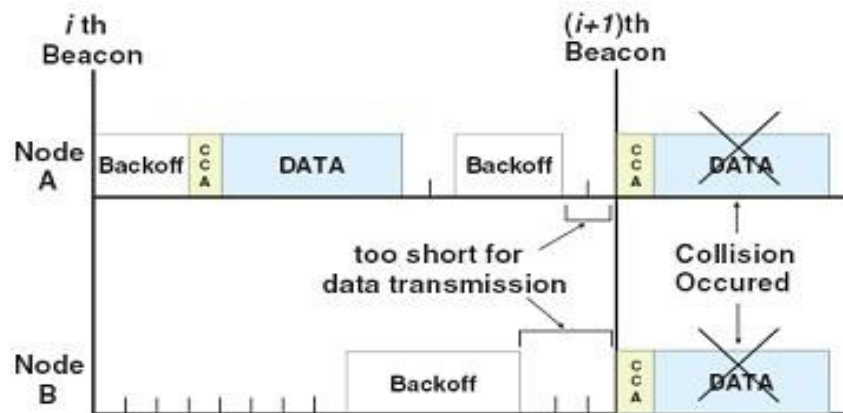 i th
Beacon
(i+1)th
Beacon
Node
A
Backoff
C
C
A
DATA
Backoff
C
C
A
DATA
too short for
data transmission
Collision
Occured
Node
B
Backoff
C
C
A
DATA